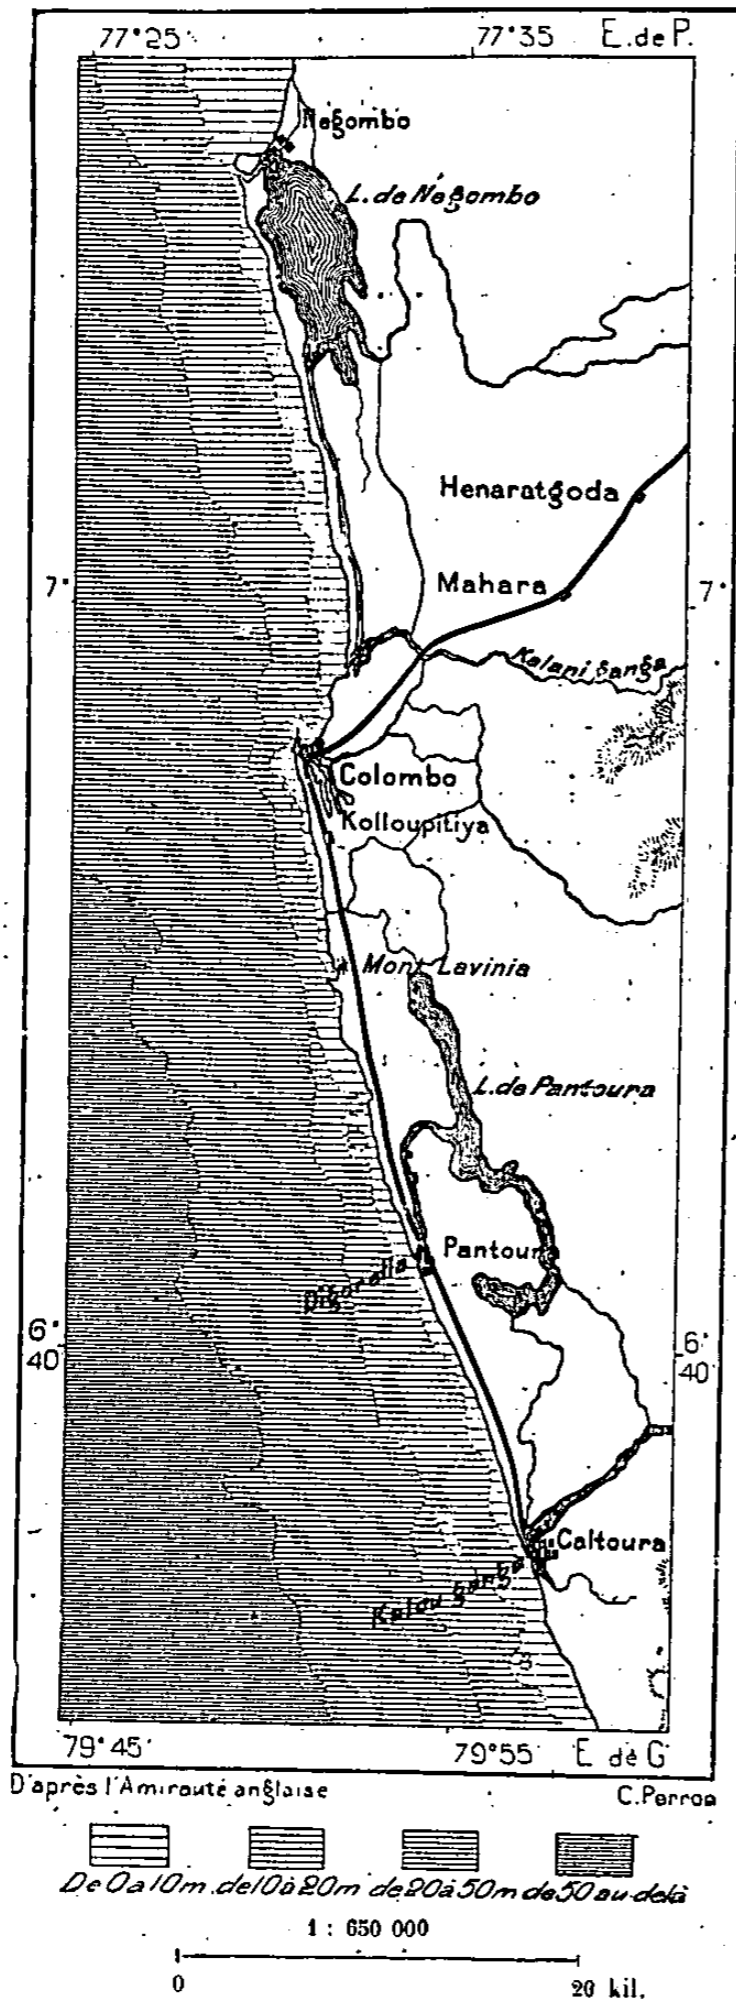 77°25 77°35 E. de P.
Negombo
L. de Négombo
Henaratgoda
7° Mahara 7°
Kalani ganga
Colombo
Kolloupitiya
Mont Lavinia
L. de Pantoura
Pantoura
Digaralla
6° 40' 6° 40'
Caltoura
Kalou ganga
79°45' 79°55 E de G
D'après l'Amirauté anglaise C. Perron
De 0 à 10 m. de 10 à 20 m de 20 à 50 m de 50 au-delà
1 : 650 000
0 20 kil.